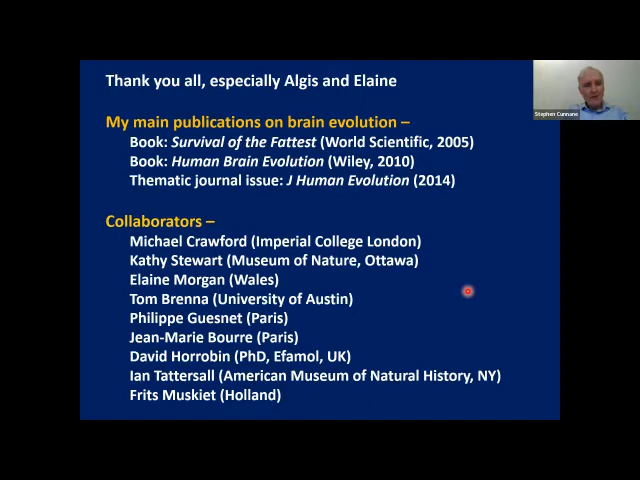 Thank you all, especially Algis and Elaine
My main publications on brain evolution –
Book: Survival of the Fattest (World Scientific, 2005)
Book: Human Brain Evolution (Wiley, 2010)
Thematic journal issue: J Human Evolution (2014)
Collaborators –
Michael Crawford (Imperial College London)
Kathy Stewart (Museum of Nature, Ottawa)
Elaine Morgan (Wales)
Tom Brenna (University of Austin)
Philippe Guesnet (Paris)
Jean-Marie Bourre (Paris)
David Horrobin (PhD, Efamol, UK)
Ian Tattersall (American Museum of Natural History, NY)
Frits Muskiet (Holland)
Stephen Cunnane